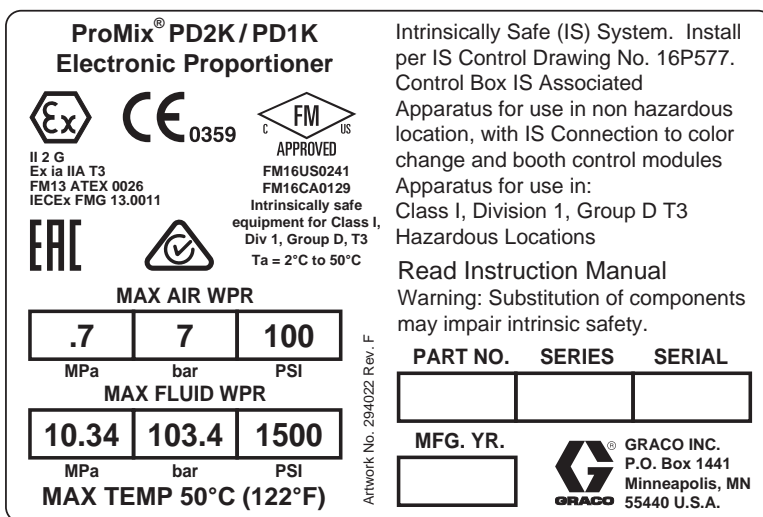 ProMix® PD2K / PD1K
Electronic Proportioner
Ex
CE 0359
FM
C US
APPROVED
II 2 G
Ex ia IIA T3
FM13 ATEX 0026
IECEx FMG 13.0011
FM16US0241
FM16CA0129
Intrinsically safe
equipment for Class I,
Div 1, Group D, T3
Ta = 2°C to 50°C
EAC
MAX AIR WPR
.7 7 100
MPa bar PSI
MAX FLUID WPR
10.34 103.4 1500
MPa bar PSI
MAX TEMP 50°C (122°F)
Artwork No. 294022 Rev. F
Intrinsically Safe (IS) System. Install
per IS Control Drawing No. 16P577.
Control Box IS Associated
Apparatus for use in non hazardous
location, with IS Connection to color
change and booth control modules
Apparatus for use in:
Class I, Division 1, Group D T3
Hazardous Locations
Read Instruction Manual
Warning: Substitution of components
may impair intrinsic safety.
PART NO. SERIES SERIAL
MFG. YR.
G®
GRACO
GRACO INC.
P.O. Box 1441
Minneapolis, MN
55440 U.S.A.